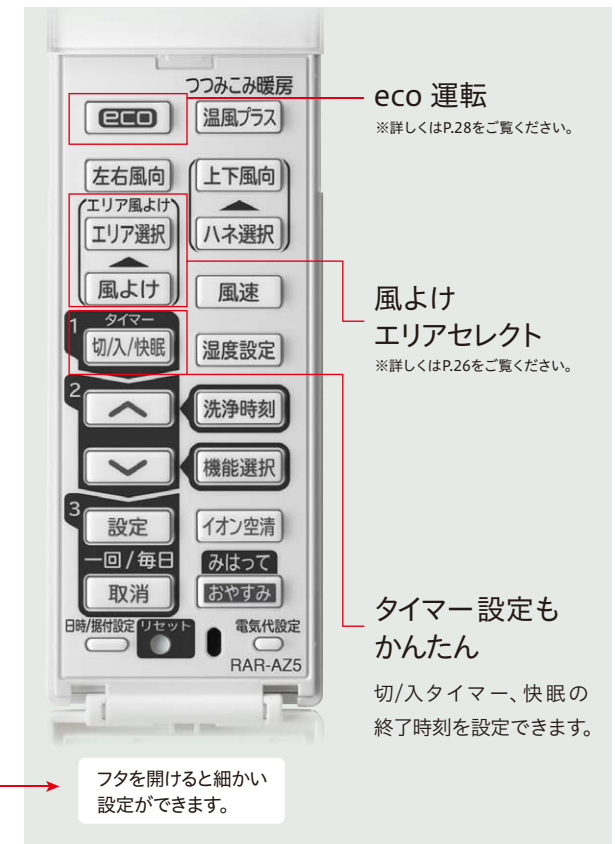 つつみこみ暖房
eco
温風プラス
左右風向
上下風向
エリア風よけ
エリア選択
ハネ選択
風よけ
風速
1
タイマー
切/入/快眠
湿度設定
2
洗浄時刻
機能選択
3
設定
イオン空清
一回/毎日
みはって
取消
おやすみ
日時/据付設定
リセット
電気代設定
RAR-AZ5
eco 運転
※詳しくはP.28をご覧ください。
風よけ
エリアセレクト
※詳しくはP.26をご覧ください。
タイマー設定も
かんたん
切/入タイマー、快眠の
終了時刻を設定できます。
フタを開けると細かい
設定ができます。